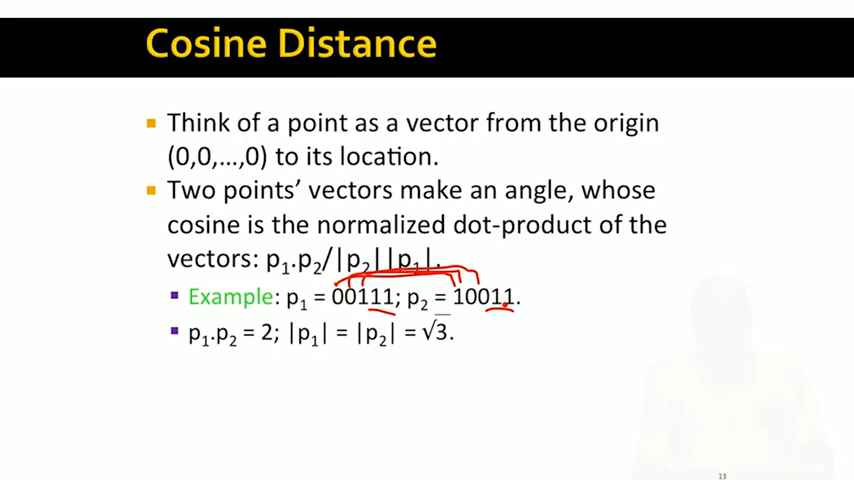 Cosine Distance
Think of a point as a vector from the origin
(0,0,…,0) to its location.
Two points’ vectors make an angle, whose
cosine is the normalized dot-product of the
vectors: p₁.p₂/|p₂||p₁|.
Example: p₁ = 00111; p₂ = 10011.
p₁.p₂ = 2; |p₁| = |p₂| = √3.
13